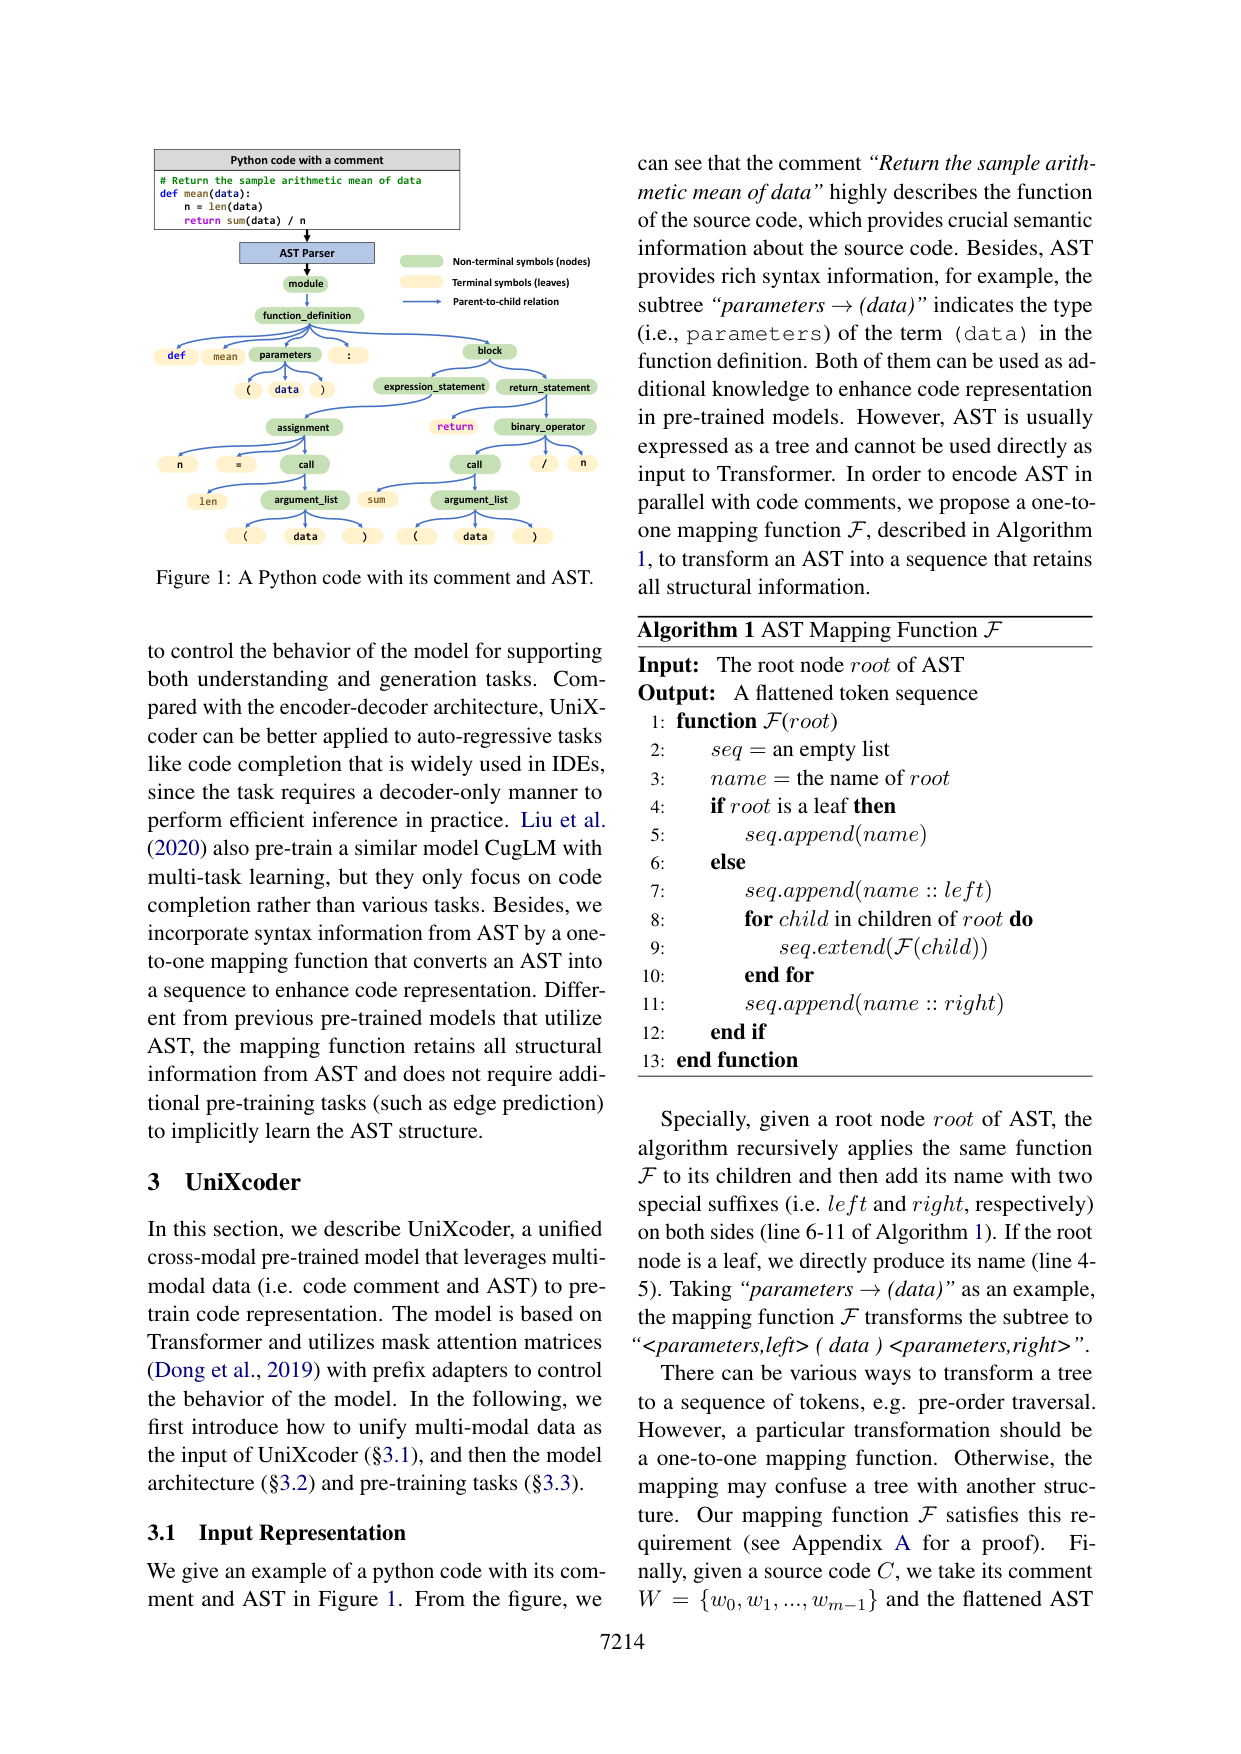 Python code with a comment
# Return the sample arithmetic mean of data
def mean(data):
n = len(data)
return sum(data) / n
AST Parser
Non-terminal symbols (nodes)
Terminal symbols (leaves)
Parent-to-child relation
module
function_definition
def mean parameters : block
( data ) expression_statement return_statement
assignment return binary_operator
n = call call / n
len argument_list sum argument_list
( data ) ( data )
Figure 1: A Python code with its comment and AST.
to control the behavior of the model for supporting
both understanding and generation tasks. Com-
pared with the encoder-decoder architecture, UniX-
coder can be better applied to auto-regressive tasks
like code completion that is widely used in IDEs,
since the task requires a decoder-only manner to
perform efficient inference in practice. Liu et al.
(2020) also pre-train a similar model CugLM with
multi-task learning, but they only focus on code
completion rather than various tasks. Besides, we
incorporate syntax information from AST by a one-
to-one mapping function that converts an AST into
a sequence to enhance code representation. Differ-
ent from previous pre-trained models that utilize
AST, the mapping function retains all structural
information from AST and does not require addi-
tional pre-training tasks (such as edge prediction)
to implicitly learn the AST structure.
3 UniXcoder
In this section, we describe UniXcoder, a unified
cross-modal pre-trained model that leverages multi-
modal data (i.e. code comment and AST) to pre-
train code representation. The model is based on
Transformer and utilizes mask attention matrices
(Dong et al., 2019) with prefix adapters to control
the behavior of the model. In the following, we
first introduce how to unify multi-modal data as
the input of UniXcoder (§3.1), and then the model
architecture (§3.2) and pre-training tasks (§3.3).
3.1 Input Representation
We give an example of a python code with its com-
ment and AST in Figure 1. From the figure, we
can see that the comment “Return the sample arith-
metic mean of data” highly describes the function
of the source code, which provides crucial semantic
information about the source code. Besides, AST
provides rich syntax information, for example, the
subtree “parameters → (data)” indicates the type
(i.e., parameters) of the term (data) in the
function definition. Both of them can be used as ad-
ditional knowledge to enhance code representation
in pre-trained models. However, AST is usually
expressed as a tree and cannot be used directly as
input to Transformer. In order to encode AST in
parallel with code comments, we propose a one-to-
one mapping function ℱ, described in Algorithm
1, to transform an AST into a sequence that retains
all structural information.
Algorithm 1 AST Mapping Function ℱ
Input: The root node root of AST
Output: A flattened token sequence
1: function ℱ(root)
2: seq = an empty list
3: name = the name of root
4: if root is a leaf then
5: seq.append(name)
6: else
7: seq.append(name :: left)
8: for child in children of root do
9: seq.extend(ℱ(child))
10: end for
11: seq.append(name :: right)
12: end if
13: end function
Specially, given a root node root of AST, the
algorithm recursively applies the same function
ℱ to its children and then add its name with two
special suffixes (i.e. left and right, respectively)
on both sides (line 6-11 of Algorithm 1). If the root
node is a leaf, we directly produce its name (line 4-
5). Taking “parameters → (data)” as an example,
the mapping function ℱ transforms the subtree to
“<parameters,left> ( data ) <parameters,right>”.
There can be various ways to transform a tree
to a sequence of tokens, e.g. pre-order traversal.
However, a particular transformation should be
a one-to-one mapping function. Otherwise, the
mapping may confuse a tree with another struc-
ture. Our mapping function ℱ satisfies this re-
quirement (see Appendix A for a proof). Fi-
nally, given a source code C, we take its comment
W = {w₀, w₁, ..., wₘ₋₁} and the flattened AST
7214